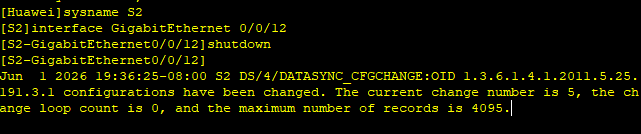 [Huawei]sysname S2
[S2]interface GigabitEthernet 0/0/12
[S2-GigabitEthernet0/0/12]shutdown
[S2-GigabitEthernet0/0/12]
Jun  1 2026 19:36:25-08:00 S2 DS/4/DATASYNC_CFGCHANGE:OID 1.3.6.1.4.1.2011.5.25.
191.3.1 configurations have been changed. The current change number is 5, the ch
ange loop count is 0, and the maximum number of records is 4095.